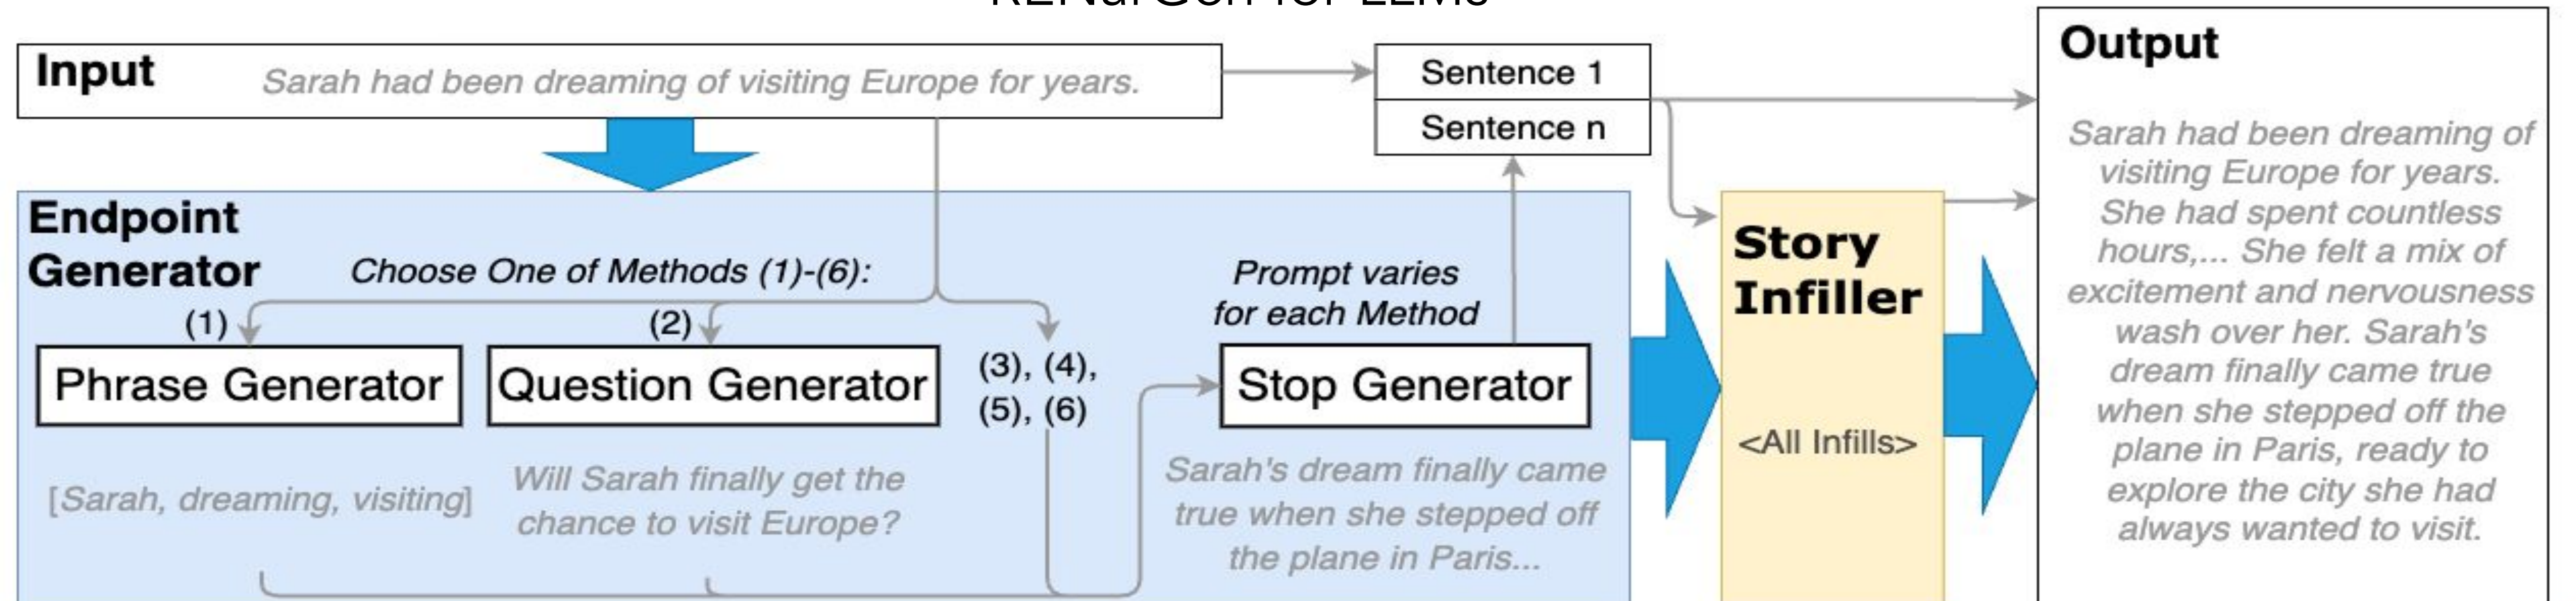 RENarGen for LLMs
Input
Sarah had been dreaming of visiting Europe for years.
Sentence 1
Sentence n
Endpoint
Generator
Choose One of Methods (1)-(6):
(1)
(2)
Phrase Generator
Question Generator
(3), (4),
(5), (6)
[Sarah, dreaming, visiting]
Will Sarah finally get the
chance to visit Europe?
Prompt varies
for each Method
Stop Generator
Sarah's dream finally came
true when she stepped off
the plane in Paris...
Story
Infiller
<All Infills>
Output
Sarah had been dreaming of
visiting Europe for years.
She had spent countless
hours,... She felt a mix of
excitement and nervousness
wash over her. Sarah's
dream finally came true
when she stepped off the
plane in Paris, ready to
explore the city she had
always wanted to visit.